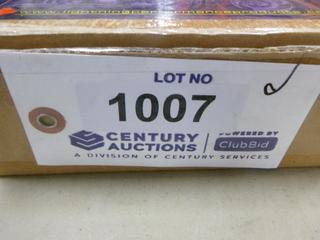 LOT NO
1007
CENTURY AUCTIONS
POWERED BY
ClubBid
A DIVISION OF CENTURY SERVICES